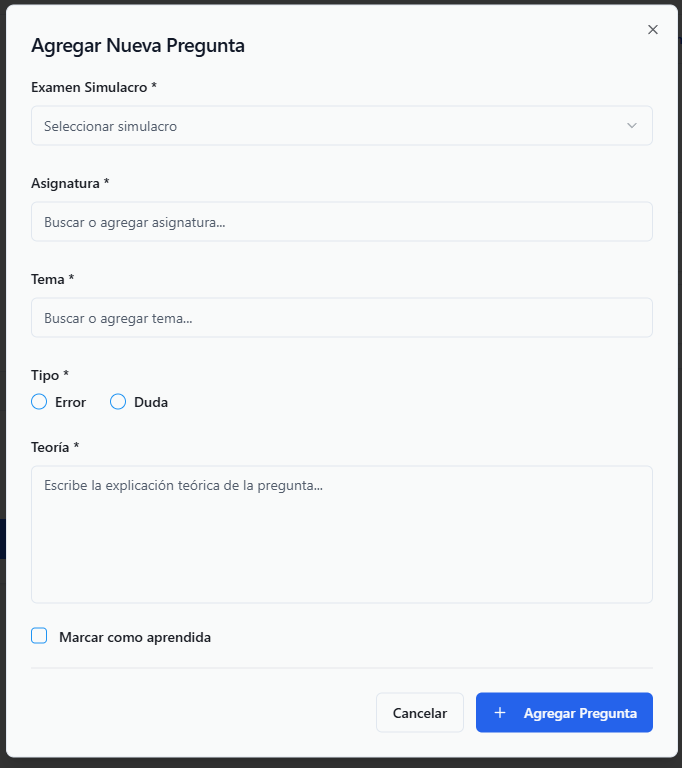 Agregar Nueva Pregunta
Examen Simulacro *
Seleccionar simulacro
Asignatura *
Buscar o agregar asignatura...
Tema *
Buscar o agregar tema...
Tipo *
Error Duda
Teoría *
Escribe la explicación teórica de la pregunta...
Marcar como aprendida
Cancelar + Agregar Pregunta